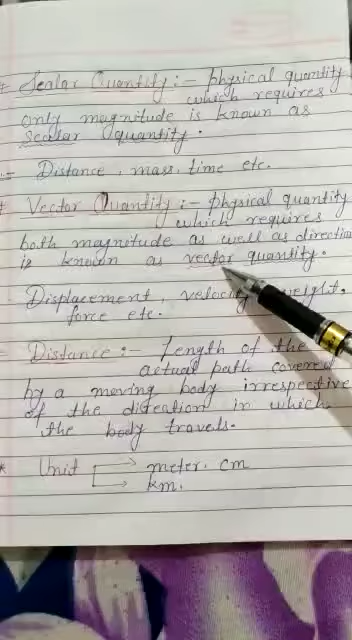 Scalar Quantity :- physical quantity
which requires
only magnitude is known as
scalar quantity.
Distance, mass, time etc.
Vector Quantity :- physical quantity
which requires
both magnitude as well as direction
is known as vector quantity.
Displacement, velocity, weight,
force etc.
Distance :- Length of the
actual path covered
by a moving body irrespective
of the direction in which
the body travels.
* Unit → meter, cm
→ km.